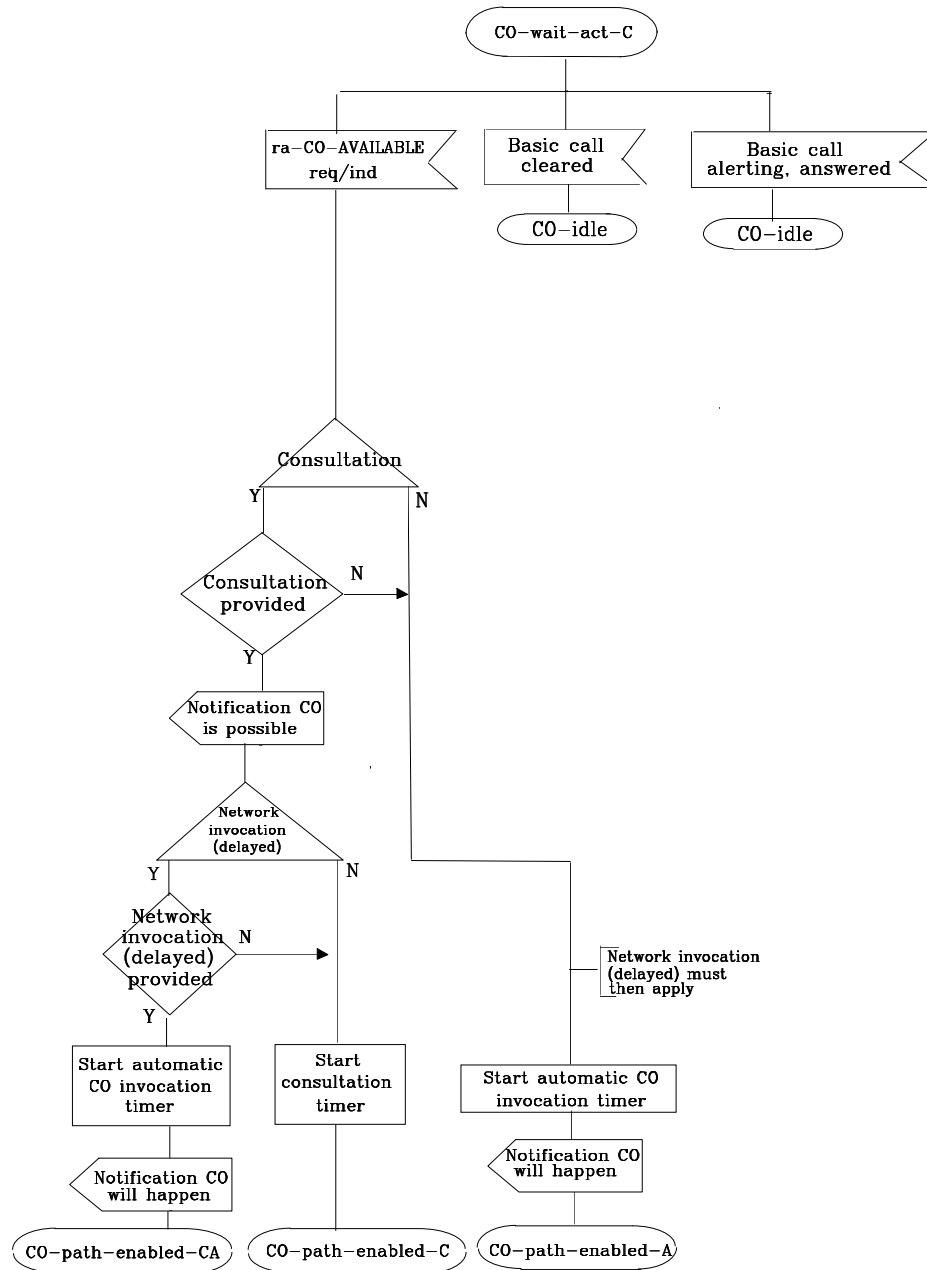 CO-wait-act-C
ra-CO-AVAILABLE
req/ind
Basic call
cleared
Basic call
alerting, answered
CO-idle
CO-idle
Consultation
Y
N
Consultation
provided
N
Y
Notification CO
is possible
Network
invocation
(delayed)
Y
N
Network
invocation
(delayed)
provided
N
Y
Network invocation
(delayed) must
then apply
Start automatic
CO invocation
timer
Start
consultation
timer
Start automatic CO
invocation timer
Notification CO
will happen
Notification CO
will happen
CO-path-enabled-CA
CO-path-enabled-C
CO-path-enabled-A